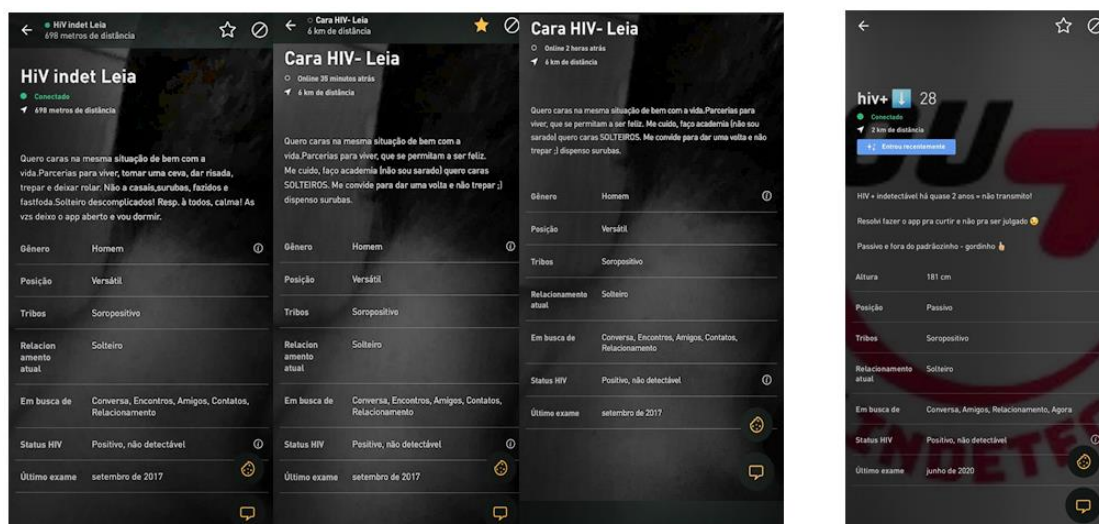 HiV indet Leia
698 metros de distância
HiV indet Leia
Conectado
698 metros de distância
Quero caras na mesma situação de bem com a
vida.Parcerias para viver, tomar uma ceva, dar risada,
trepar e deixar rolar. Não a casais,surubas, fazidos e
fastfoda.Solteiro descomplicados! Resp. à todos, calma! As
vzs deixo o app aberto e vou dormir.
Gênero Homem
Posição Versátil
Tribos Soropositivo
Relacion
amento
atual
Solteiro
Em busca de Conversa, Encontros, Amigos, Contatos,
Relacionamento
Status HIV Positivo, não detectável
Último exame setembro de 2017
Cara HIV- Leia
6 km de distância
Cara HIV- Leia
Online 35 minutos atrás
6 km de distância
Quero caras na mesma situação de bem com a
vida.Parcerias para viver, que se permitam a ser feliz.
Me cuido, faço academia (não sou sarado) quero caras
SOLTEIROS. Me convide para dar uma volta e não trepar ;)
dispenso surubas.
Gênero Homem
Posição Versátil
Tribos Soropositivo
Relacion
amento
atual
Solteiro
Em busca de Conversa, Encontros, Amigos, Contatos,
Relacionamento
Status HIV Positivo, não detectável
Último exame setembro de 2017
Cara HIV- Leia
Online 2 horas atrás
6 km de distância
Quero caras na mesma situação de bem com a vida.Parcerias para
viver, que se permitam a ser feliz. Me cuido, faço academia (não sou
sarado) quero caras SOLTEIROS. Me convide para dar uma volta e não
trepar ;) dispenso surubas.
Gênero Homem
Posição Versátil
Tribos Soropositivo
Relacionamento
atual
Solteiro
Em busca de Conversa, Encontros, Amigos, Contatos,
Relacionamento
Status HIV Positivo, não detectável
Último exame setembro de 2017
hiv+ ⬇️ 28
Conectado
2 km de distância
Entrou recentemente
HIV + indetectável há quase 2 anos = não transmito!
Resolvi fazer o app pra curtir e não pra ser julgado 😉
Passivo e fora do padrãozinho - gordinho 👆🏻
Altura 181 cm
Posição Passivo
Tribos Soropositivo
Relacionamento
atual
Solteiro
Em busca de Conversa, Amigos, Relacionamento, Agora
Status HIV Positivo, não detectável
Último exame junho de 2020